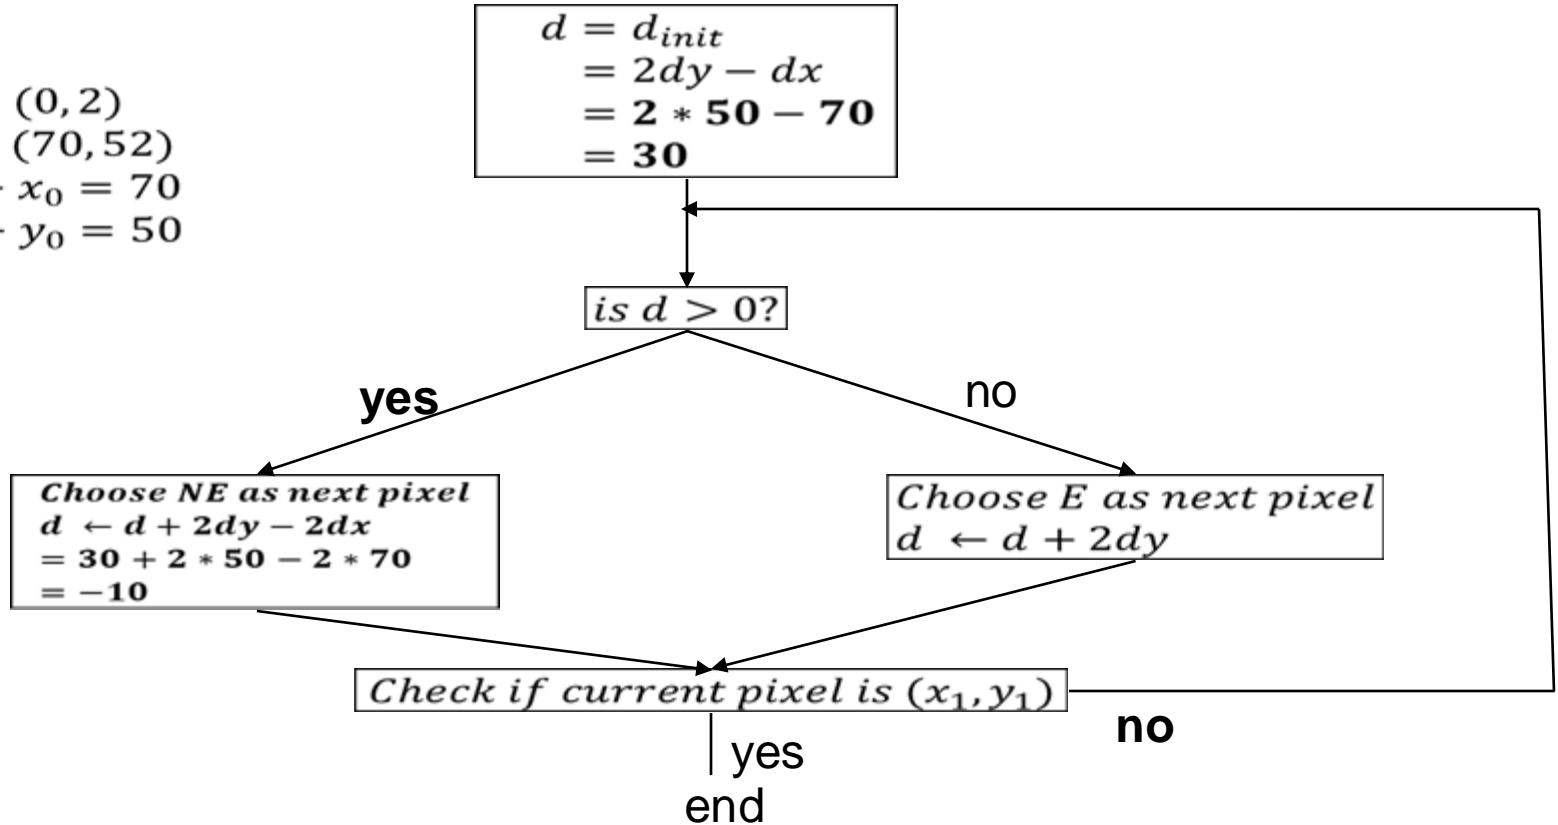 d = d_init
= 2dy − dx
= 2 * 50 − 70
= 30
(0, 2)
(70, 52)
x₀ = 70
y₀ = 50
is d > 0?
yes
no
Choose NE as next pixel
d ← d + 2dy − 2dx
= 30 + 2 * 50 − 2 * 70
= −10
Choose E as next pixel
d ← d + 2dy
Check if current pixel is (x₁, y₁)
no
yes
end